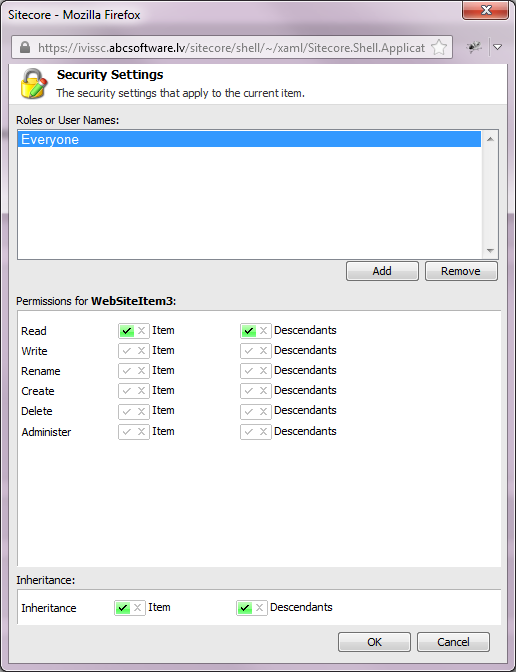 Sitecore - Mozilla Firefox
https://ivissc.abcsoftware.lv/sitecore/shell/~/xaml/Sitecore.Shell.Applicat
Security Settings
The security settings that apply to the current item.
Roles or User Names:
Everyone
Add Remove
Permissions for WebSiteItem3:
Read Item Descendants
Write Item Descendants
Rename Item Descendants
Create Item Descendants
Delete Item Descendants
Administer Item Descendants
Inheritance:
Inheritance Item Descendants
OK Cancel